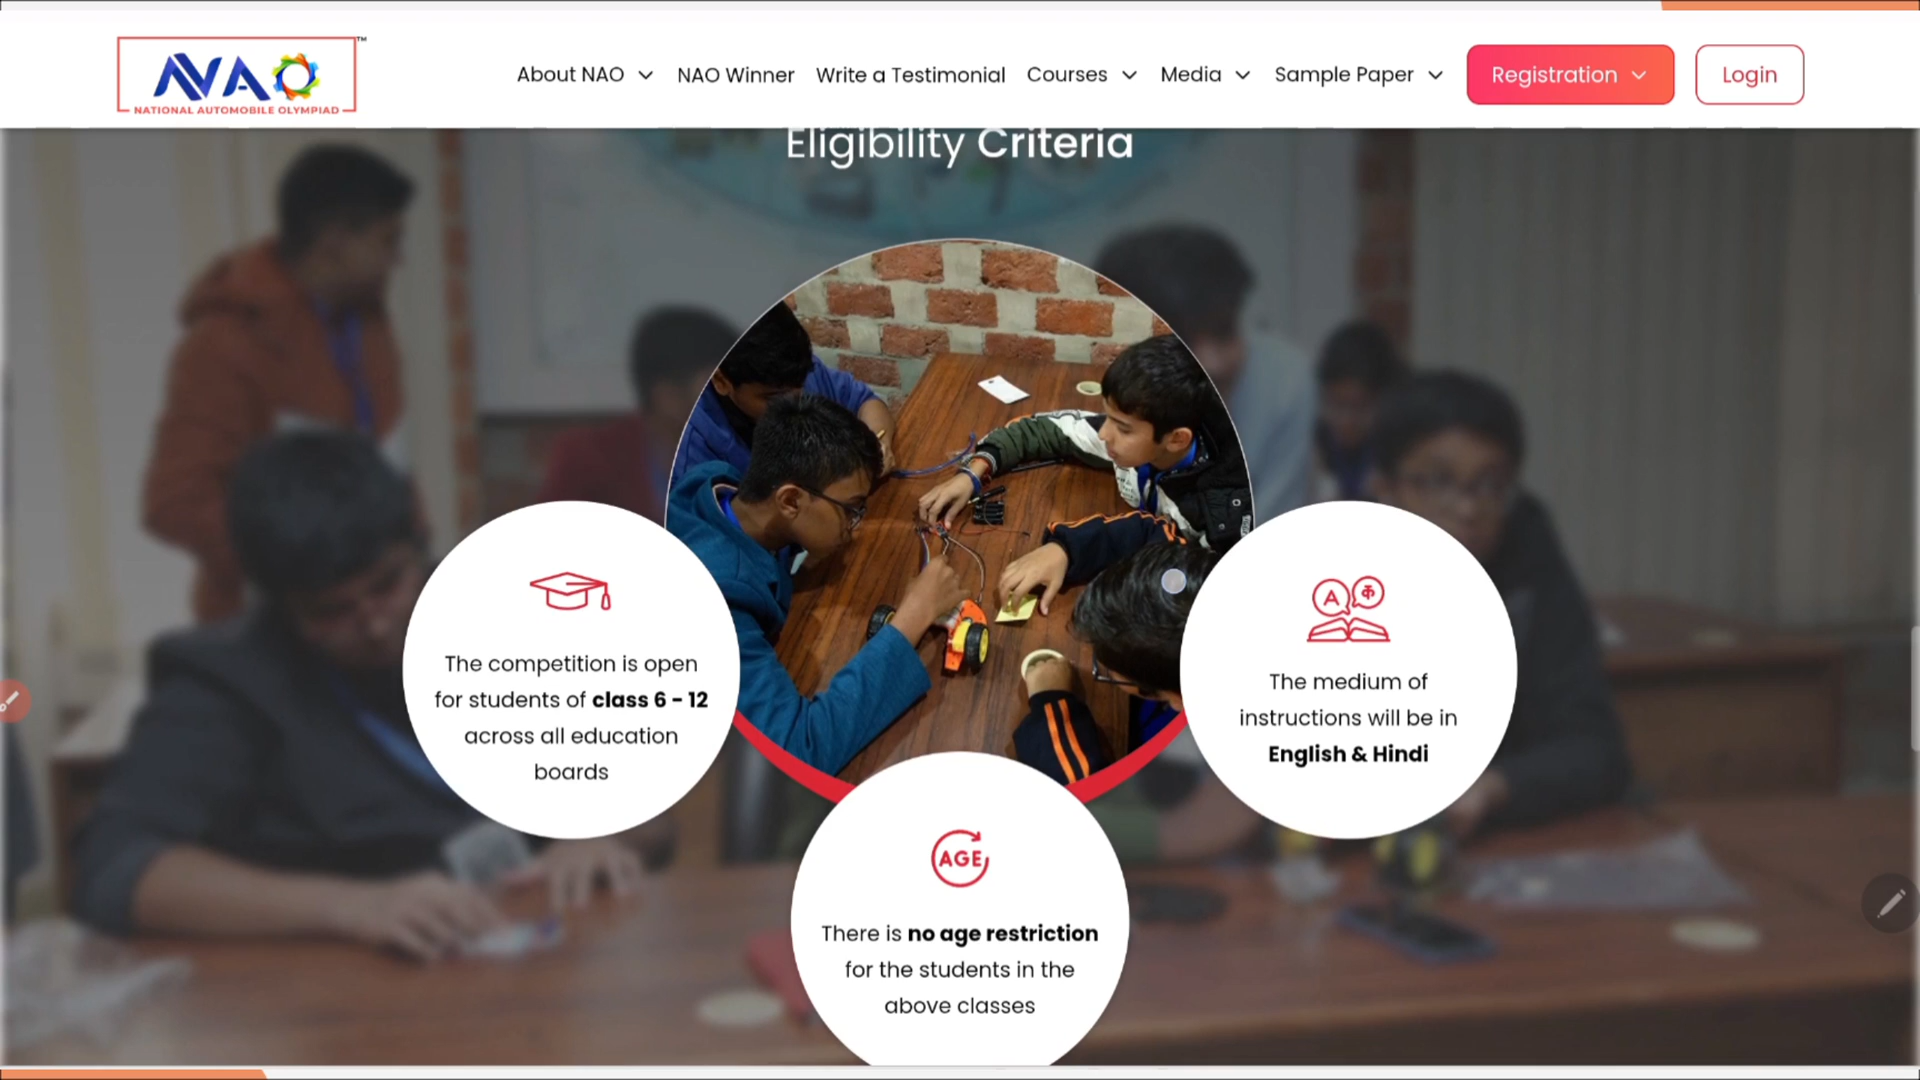 NAO
TM
NATIONAL AUTOMOBILE OLYMPIAD
About NAO
NAO Winner
Write a Testimonial
Courses
Media
Sample Paper
Registration
Login
Eligibility Criteria
The competition is open
for students of class 6 - 12
across all education
boards
A
क
The medium of
instructions will be in
English & Hindi
AGE
There is no age restriction
for the students in the
above classes